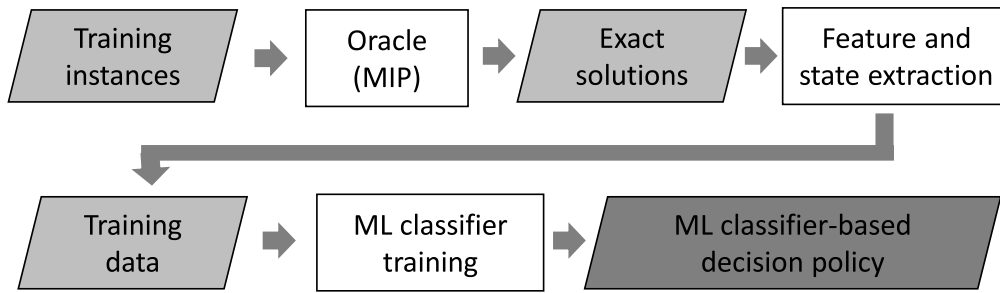 Training
instances
Oracle
(MIP)
Exact
solutions
Feature and
state extraction
Training
data
ML classifier
training
ML classifier-based
decision policy